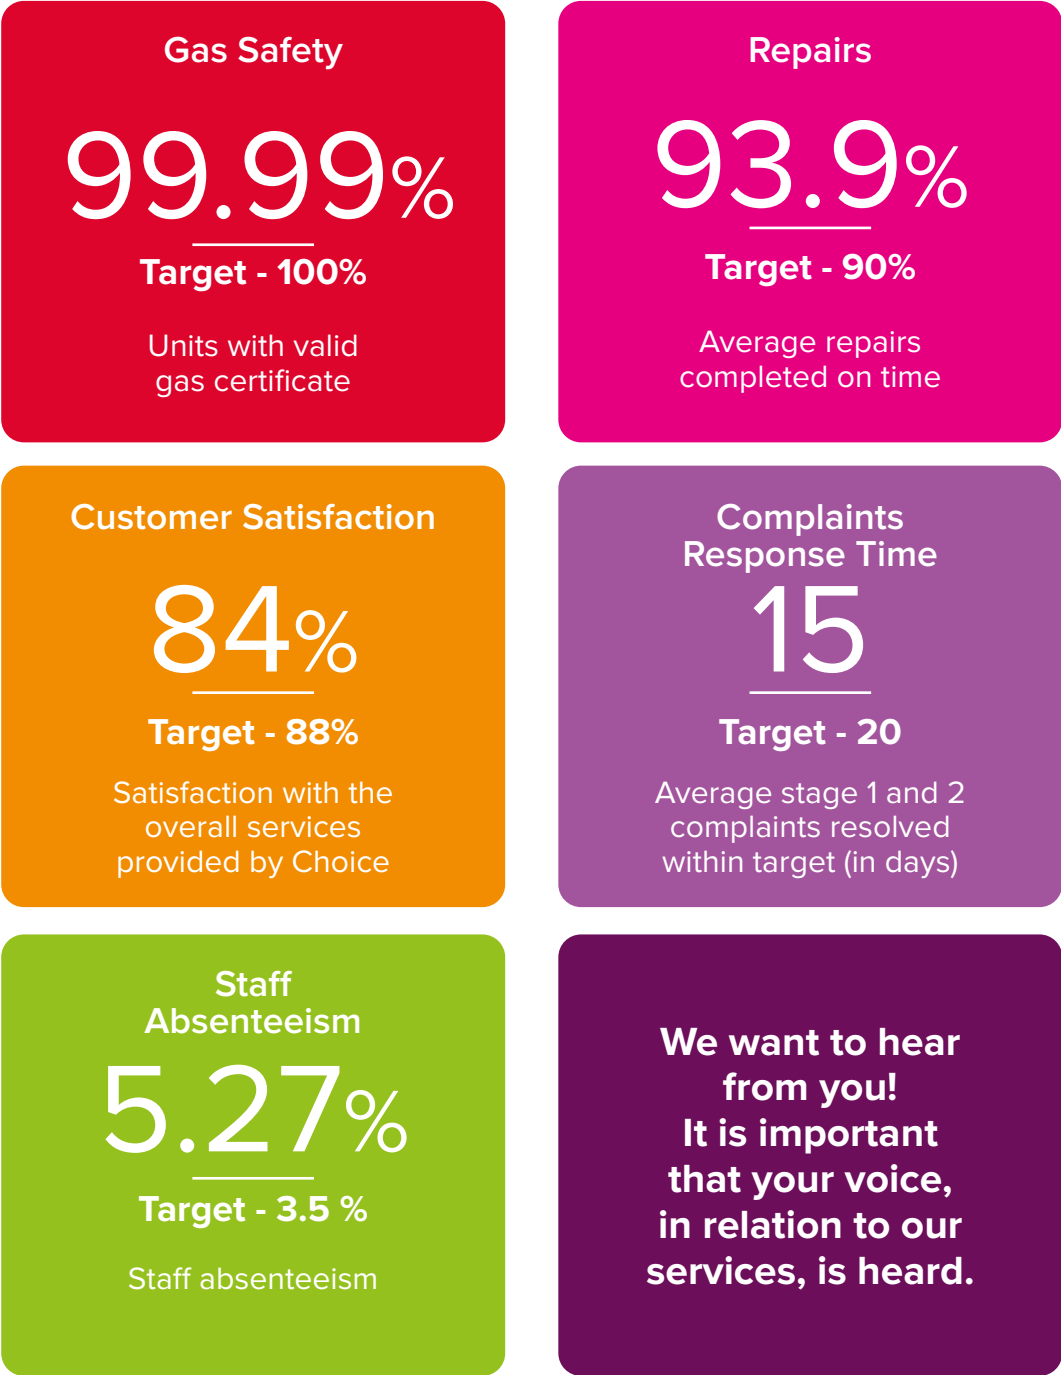 Gas Safety
99.99%
Target - 100%
Units with valid
gas certificate
Repairs
93.9%
Target - 90%
Average repairs
completed on time
Customer Satisfaction
84%
Target - 88%
Satisfaction with the
overall services
provided by Choice
Complaints
Response Time
15
Target - 20
Average stage 1 and 2
complaints resolved
within target (in days)
Staff
Absenteeism
5.27%
Target - 3.5 %
Staff absenteeism
We want to hear
from you!
It is important
that your voice,
in relation to our
services, is heard.